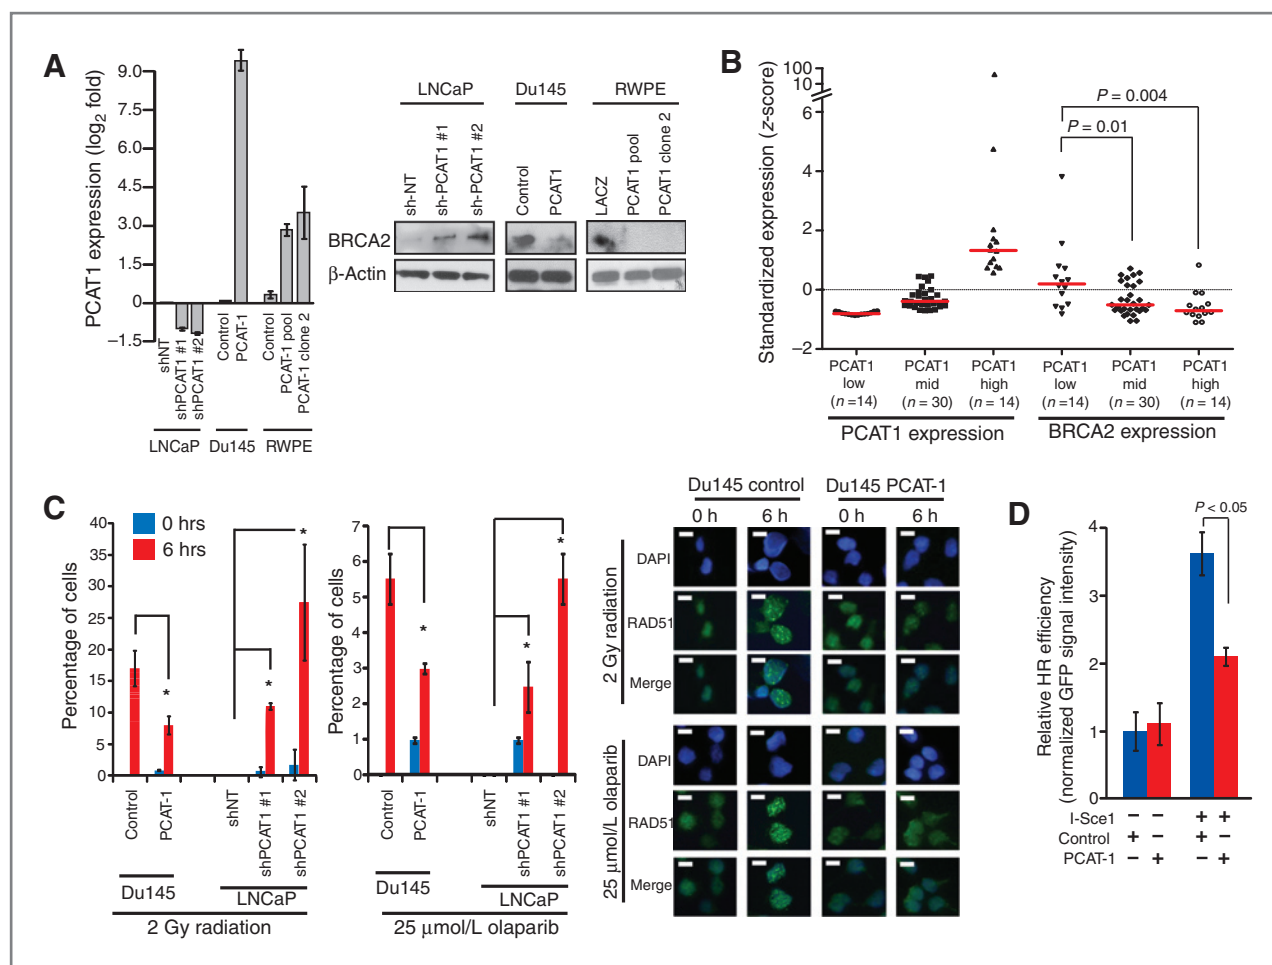 A
PCAT1 expression (log2 fold)
9.0
7.5
6.0
4.5
3.0
1.5
0
−1.5
shNT
shPCAT1 #1
shPCAT1 #2
Control
PCAT-1
Control
PCAT-1 pool
PCAT-1 clone 2
LNCaP
Du145
RWPE
LNCaP
Du145
RWPE
sh-NT
sh-PCAT1 #1
sh-PCAT1 #2
Control
PCAT1
LACZ
PCAT1 pool
PCAT1 clone 2
BRCA2
β-Actin
B
Standardized expression (z-score)
100
10
6
4
2
0
−2
P = 0.004
P = 0.01
PCAT1 low (n =14)
PCAT1 mid (n = 30)
PCAT1 high (n = 14)
PCAT1 low (n =14)
PCAT1 mid (n = 30)
PCAT1 high (n = 14)
PCAT1 expression
BRCA2 expression
C
0 hrs
6 hrs
Percentage of cells
40
35
30
25
20
15
10
5
0
*
*
*
Control
PCAT-1
shNT
shPCAT1 #1
shPCAT1 #2
Du145
LNCaP
2 Gy radiation
Percentage of cells
7
6
5
4
3
2
1
0
*
*
*
Control
PCAT-1
shNT
shPCAT1 #1
shPCAT1 #2
Du145
LNCaP
25 μmol/L olaparib
Du145 control
Du145 PCAT-1
0 h
6 h
0 h
6 h
2 Gy radiation
DAPI
RAD51
Merge
25 μmol/L olaparib
DAPI
RAD51
Merge
D
Relative HR efficiency
(normalized GFP signal intensity)
4
3
2
1
0
P < 0.05
I-Sce1 − − + +
Control + − + −
PCAT-1 − + − +